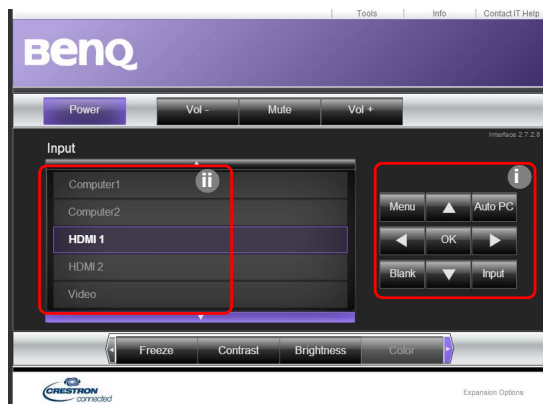 Tools Info Contact IT Help
BenQ
Power Vol - Mute Vol +
Interface 2.7.2.8
Input
i
ii
Computer1
Computer2
HDMI 1
HDMI 2
Video
Menu Auto PC
OK
Blank Input
Freeze Contrast Brightness Color
CRESTRON
connected
Expansion Options